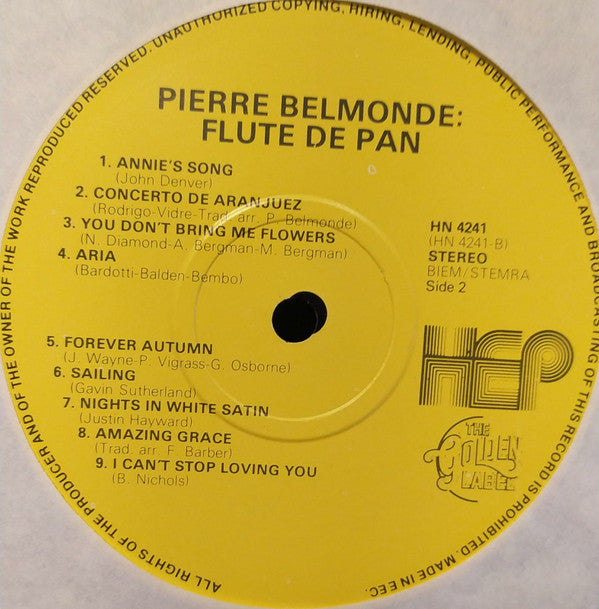 ALL RIGHTS OF THE PRODUCER AND OF THE OWNER OF THE WORK REPRODUCED RESERVED. UNAUTHORIZED COPYING, HIRING, LENDING, PUBLIC PERFORMANCE AND BROADCASTING OF THIS RECORD IS PROHIBITED. MADE IN EEC.
PIERRE BELMONDE:
FLUTE DE PAN
1. ANNIE'S SONG
(John Denver)
2. CONCERTO DE ARANJUEZ
(Rodrigo-Vidre-Trad. arr. P. Belmonde)
3. YOU DON'T BRING ME FLOWERS
(N. Diamond-A. Bergman-M. Bergman)
4. ARIA
(Bardotti-Balden-Bembo)
5. FOREVER AUTUMN
(J. Wayne-P. Vigrass-G. Osborne)
6. SAILING
(Gavin Sutherland)
7. NIGHTS IN WHITE SATIN
(Justin Hayward)
8. AMAZING GRACE
(Trad. arr. F. Barber)
9. I CAN'T STOP LOVING YOU
(B. Nichols)
HN 4241
(HN 4241-B)
STEREO
BIEM/STEMRA
Side 2
HEP
THE
GOLDEN
LABEL